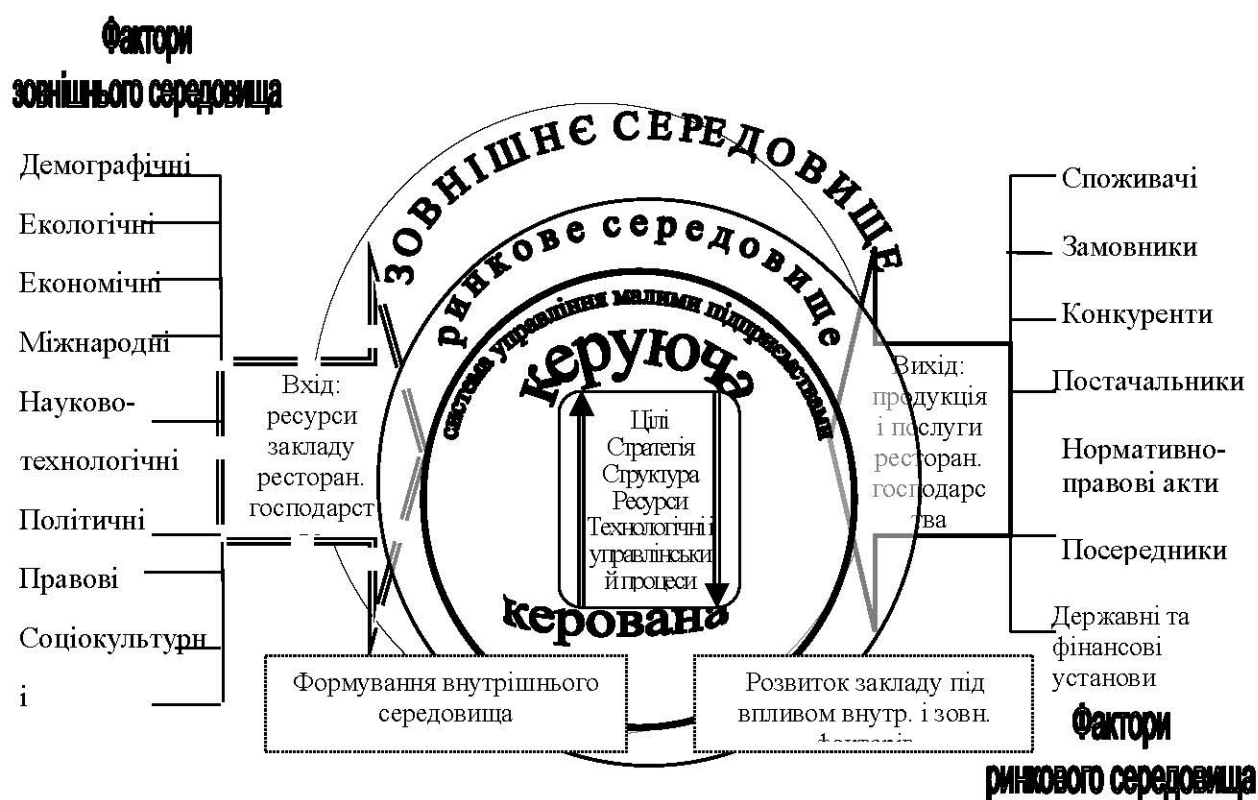 Фактори
зовнішнього середовища
Демографічні
Екологічні
Економічні
Міжнародні
Науково-
технологічні
Політичні
Правові
Соціокультурн
і
ЗОВНІШНЄ СЕРЕДОВИЩЕ
ринкове середовище
система управління малими підприємствами
керуюча
Цілі
Стратегія
Структура
Ресурси
Технологічні і
управлінськи
й процеси
керована
Вхід:
ресурси
закладу
ресторан.
господарст
Вихід:
продукція
і послуги
ресторан.
господарс
тва
Формування внутрішнього
середовища
Розвиток закладу під
впливом внутр. і зовн.
факторів
Споживачі
Замовники
Конкуренти
Постачальники
Нормативно-
правові акти
Посередники
Державні та
фінансові
установи
Фактори
ринкового середовища